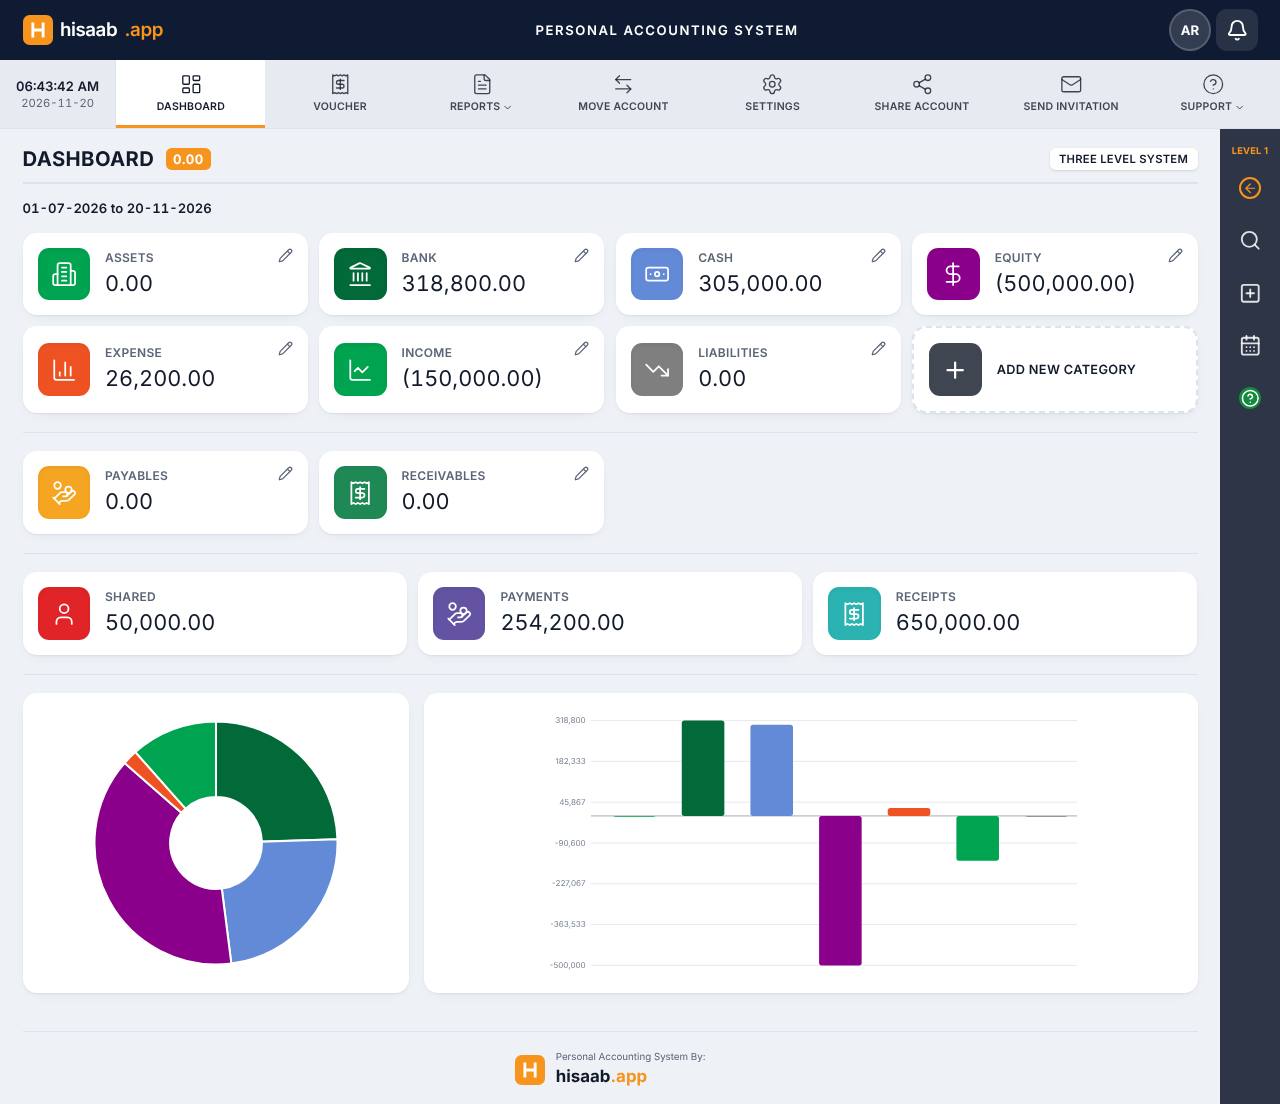 H hisaab .app
PERSONAL ACCOUNTING SYSTEM
AR
06:43:42 AM
2026-11-20
DASHBOARD
VOUCHER
REPORTS
MOVE ACCOUNT
SETTINGS
SHARE ACCOUNT
SEND INVITATION
SUPPORT
DASHBOARD 0.00
THREE LEVEL SYSTEM
LEVEL 1
01-07-2026 to 20-11-2026
ASSETS
0.00
BANK
318,800.00
CASH
305,000.00
EQUITY
(500,000.00)
EXPENSE
26,200.00
INCOME
(150,000.00)
LIABILITIES
0.00
ADD NEW CATEGORY
PAYABLES
0.00
RECEIVABLES
0.00
SHARED
50,000.00
PAYMENTS
254,200.00
RECEIPTS
650,000.00
318,800
182,333
45,867
-90,600
-227,067
-363,533
-500,000
Personal Accounting System By:
H hisaab.app